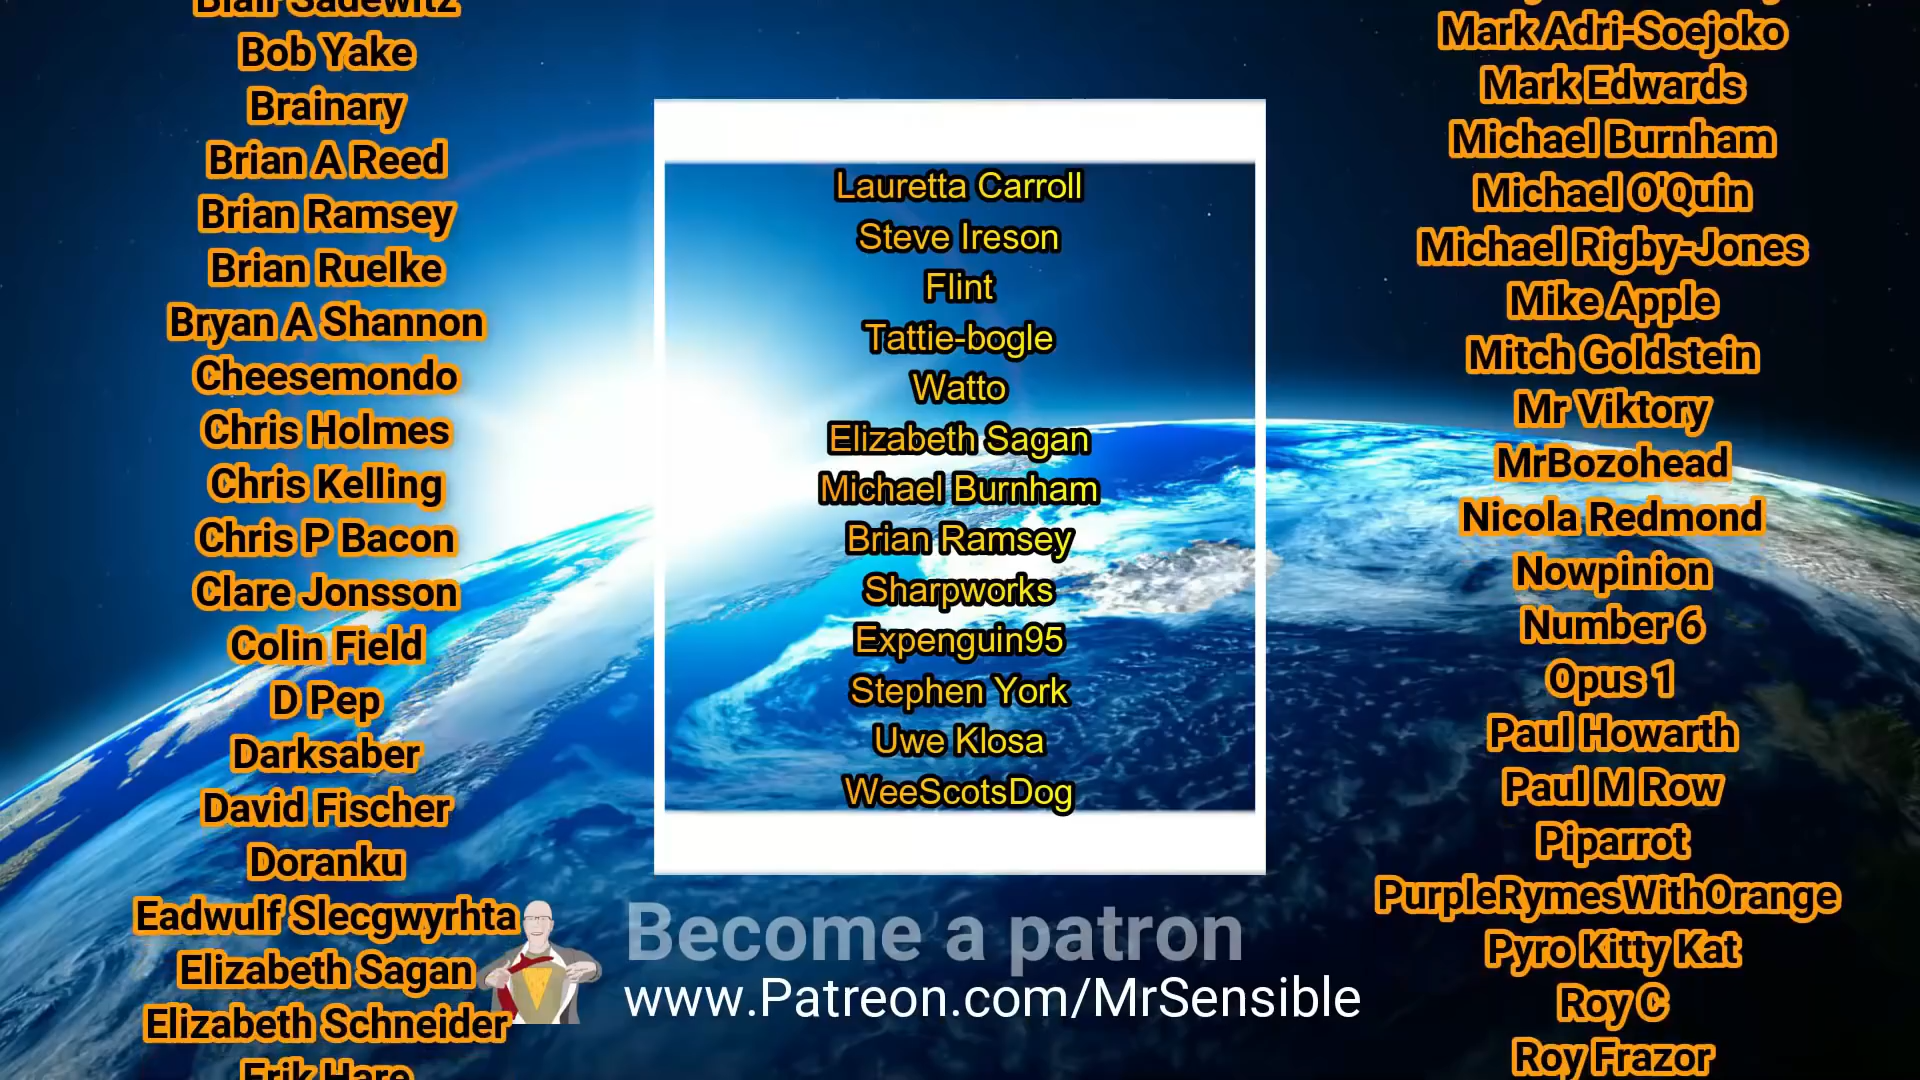 Blair Sadewitz
Bob Yake
Brainary
Brian A Reed
Brian Ramsey
Brian Ruelke
Bryan A Shannon
Cheesemondo
Chris Holmes
Chris Kelling
Chris P Bacon
Clare Jonsson
Colin Field
D Pep
Darksaber
David Fischer
Doranku
Eadwulf Slecgwyrhta
Elizabeth Sagan
Elizabeth Schneider
Erik Hare
Lauretta Carroll
Steve Ireson
Flint
Tattie-bogle
Watto
Elizabeth Sagan
Michael Burnham
Brian Ramsey
Sharpworks
Expenguin95
Stephen York
Uwe Klosa
WeeScotsDog
Become a patron
www.Patreon.com/MrSensible
Mark Adri-Soejoko
Mark Edwards
Michael Burnham
Michael O'Quin
Michael Rigby-Jones
Mike Apple
Mitch Goldstein
Mr Viktory
MrBozohead
Nicola Redmond
Nowpinion
Number 6
Opus 1
Paul Howarth
Paul M Row
Piparrot
PurpleRymesWithOrange
Pyro Kitty Kat
Roy C
Roy Frazor